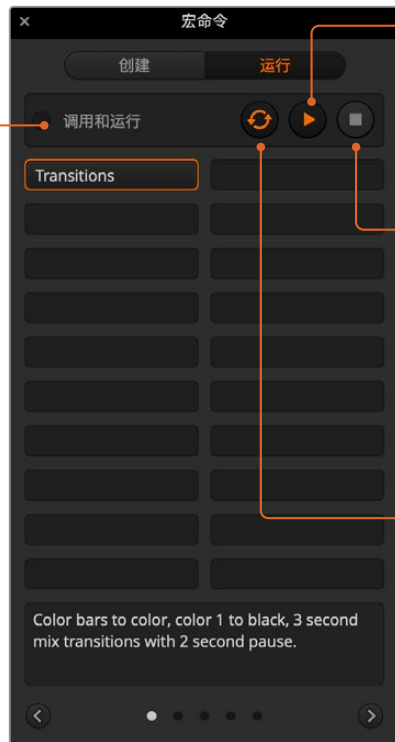 宏命令
创建
运行
调用和运行
Transitions
Color bars to color, color 1 to black, 3 second
mix transitions with 2 second pause.